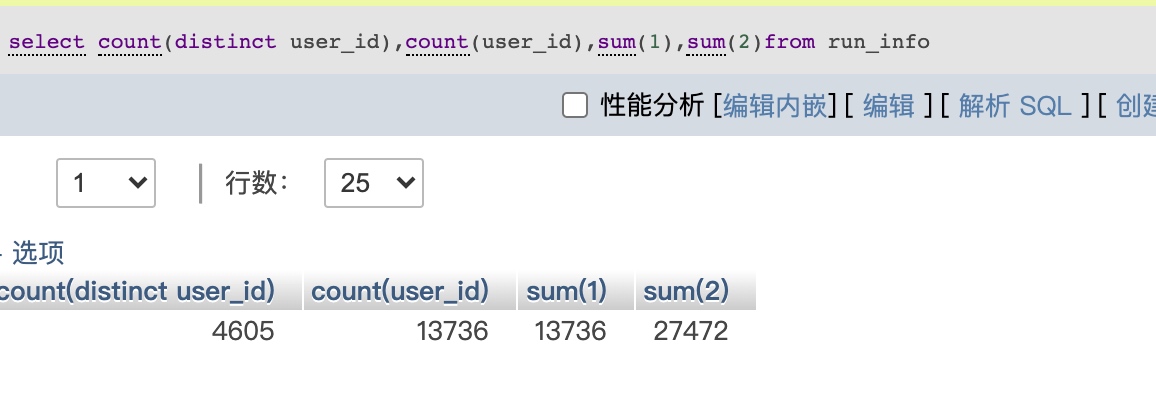 select count(distinct user_id),count(user_id),sum(1),sum(2)from run_info
性能分析 [编辑内嵌][ 编辑 ][ 解析 SQL ][ 创建
1 行数： 25
选项
count(distinct user_id) count(user_id) sum(1) sum(2)
4605 13736 13736 27472